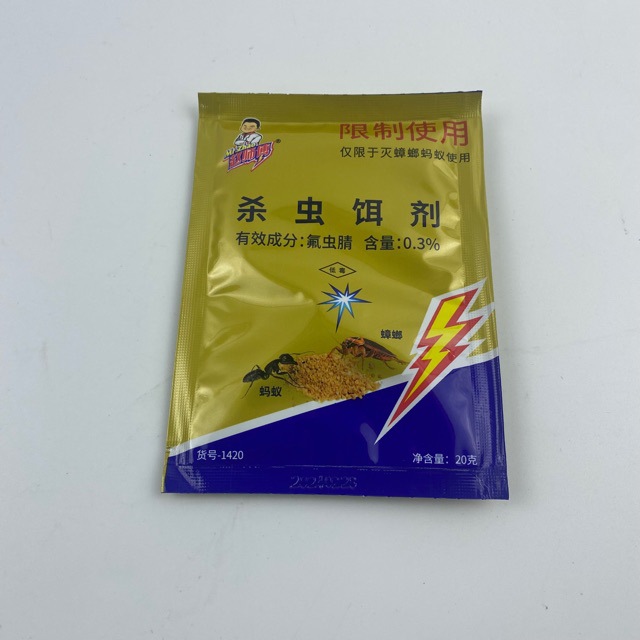 限制使用
仅限于灭蟑螂蚂蚁使用
杀虫饵剂
有效成分:氟虫腈 含量:0.3%
低毒
蟑螂
蚂蚁
货号-1420
净含量：20克